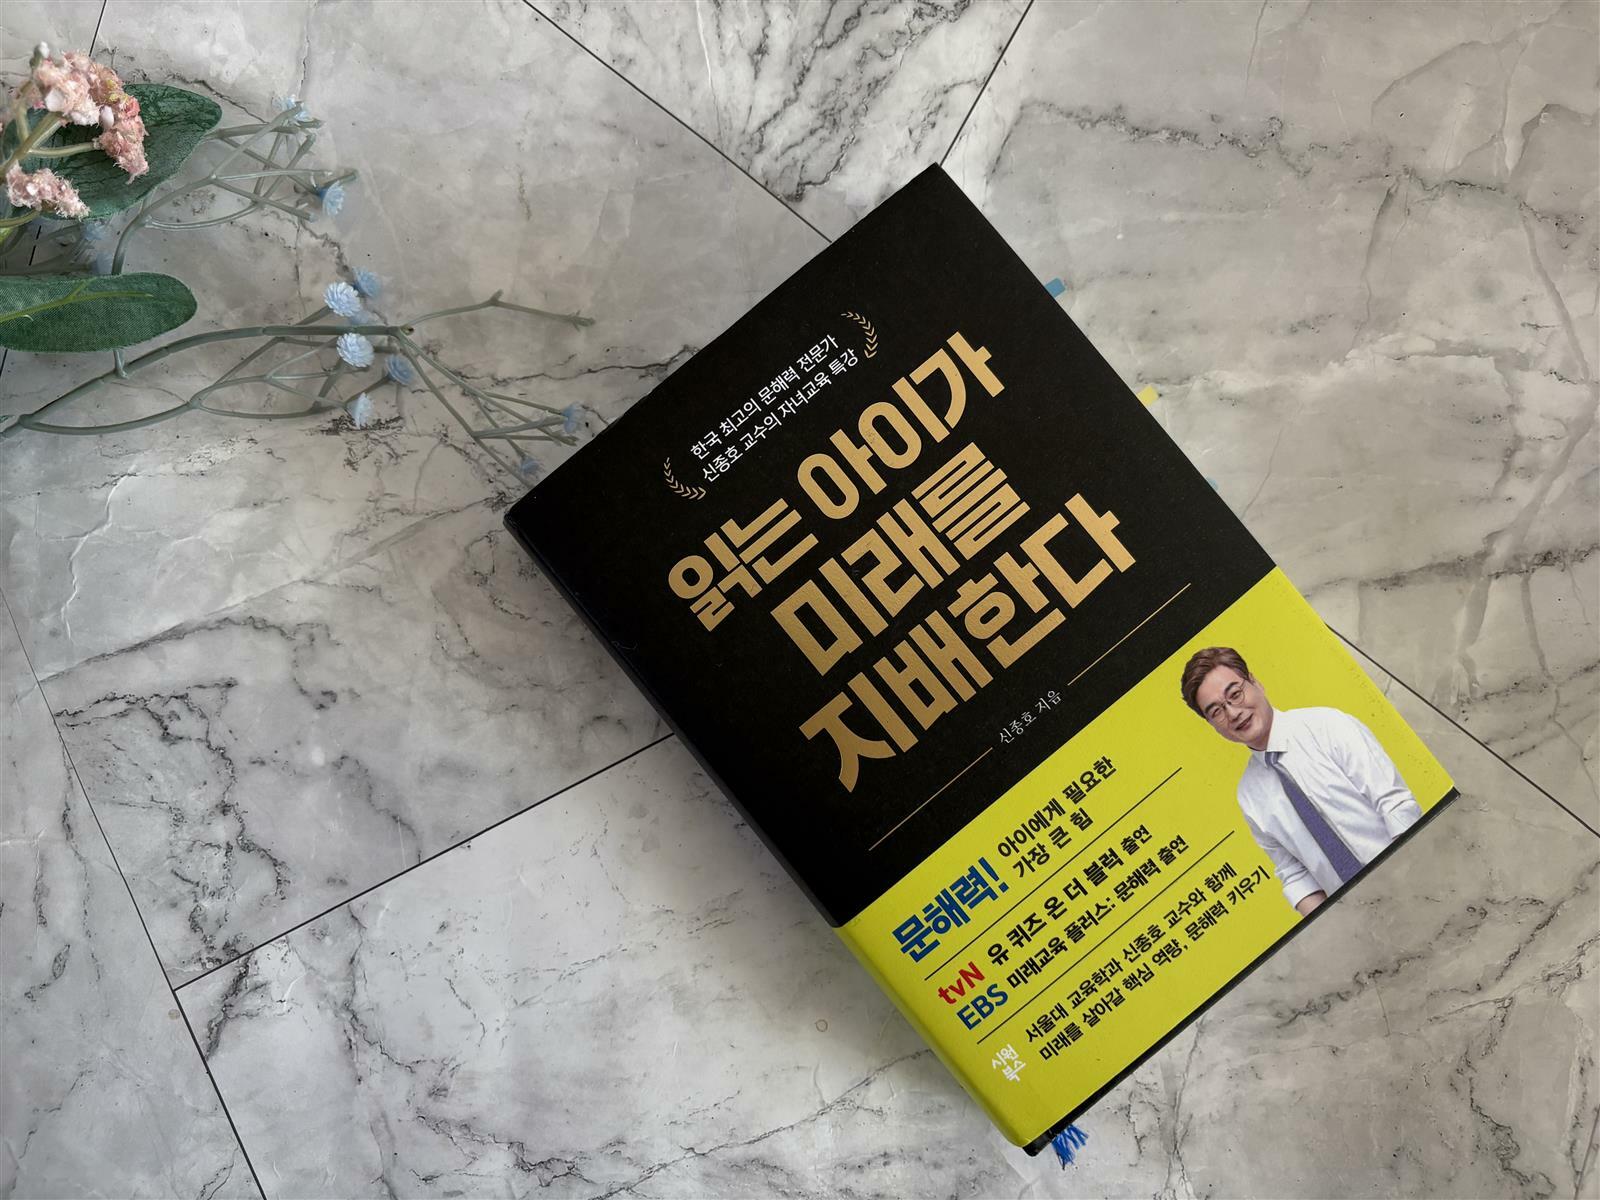 한국 최고의 문해력 전문가
신종호 교수의 자녀교육 특강
읽는 아이가
미래를
지배한다
신종호 지음
문해력! 아이에게 필요한
가장 큰 힘
tvN 유 퀴즈 온 더 블럭 출연
EBS 미래교육 플러스: 문해력 출연
서울대 교육학과 신종호 교수와 함께
미래를 살아갈 핵심 역량, 문해력 키우기
시원
북스